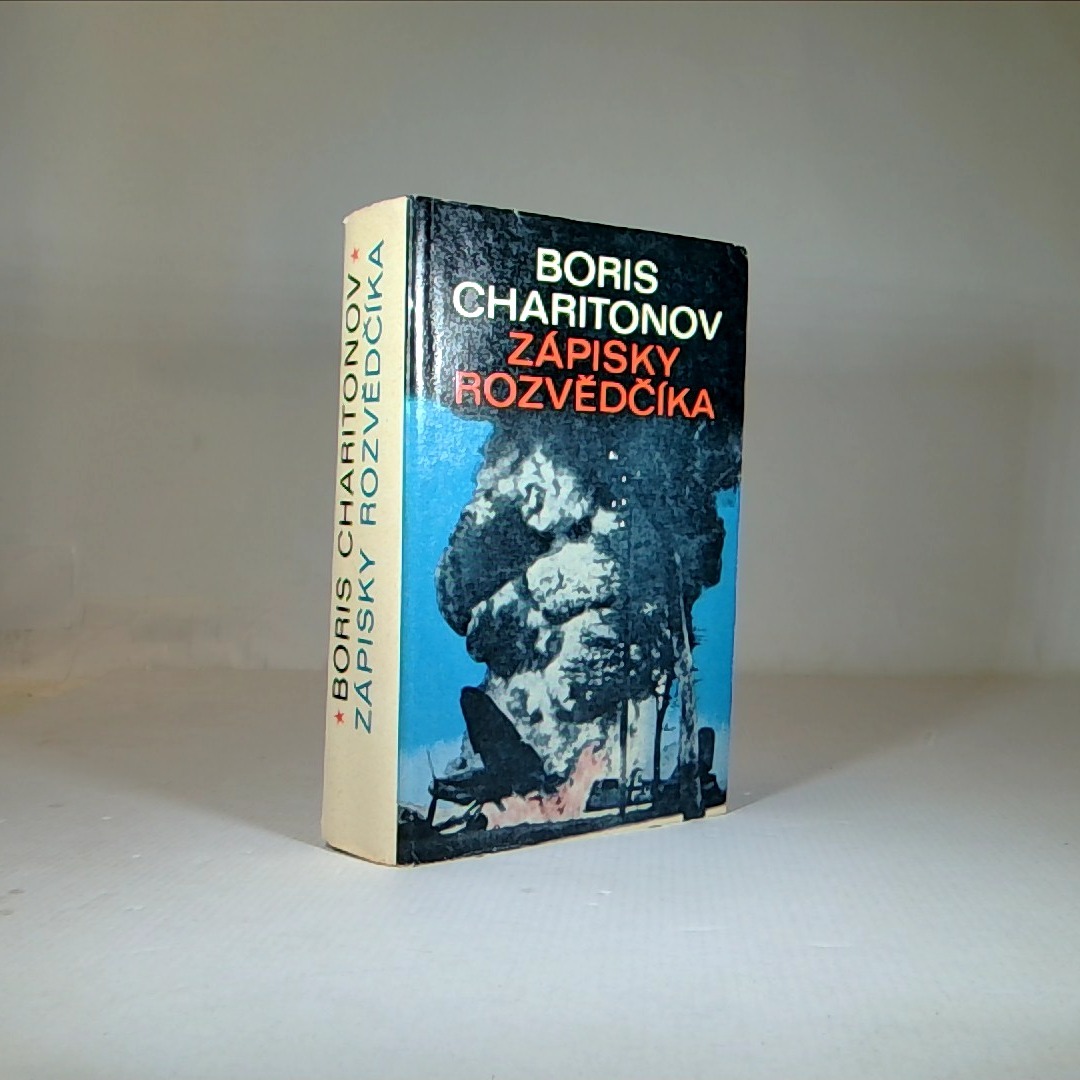 BORIS
CHARITONOV
ZÁPISKY
ROZVĚDČÍKA
★ BORIS CHARITONOV ★
ZÁPISKY ROZVĚDČÍKA